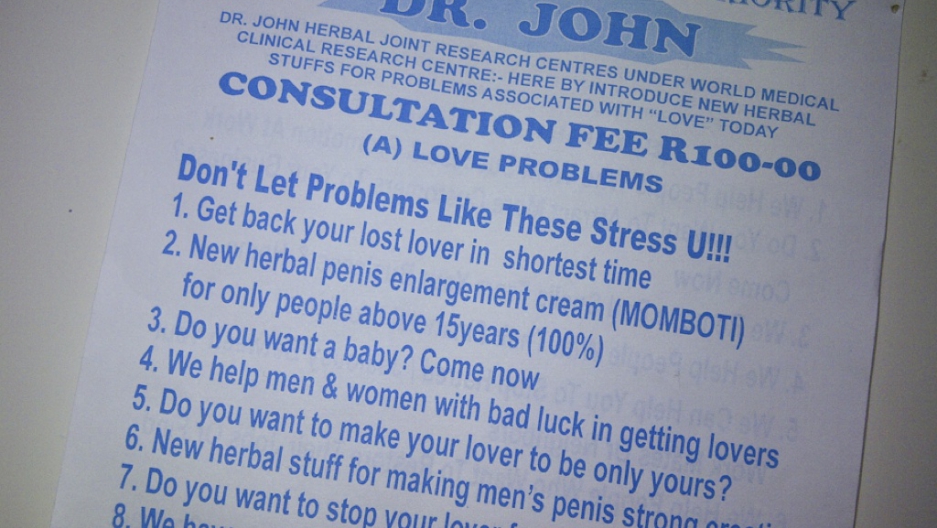 DR. JOHN
DR. JOHN HERBAL JOINT RESEARCH CENTRES UNDER WORLD MEDICAL
CLINICAL RESEARCH CENTRE:- HERE BY INTRODUCE NEW HERBAL
STUFFS FOR PROBLEMS ASSOCIATED WITH “LOVE” TODAY
CONSULTATION FEE R100-00
(A) LOVE PROBLEMS
Don't Let Problems Like These Stress U!!!
1. Get back your lost lover in shortest time
2. New herbal penis enlargement cream (MOMBOTI)
for only people above 15years (100%)
3. Do you want a baby? Come now
4. We help men & women with bad luck in getting lovers
5. Do you want to make your lover to be only yours?
6. New herbal stuff for making men's penis strong
7. Do you want to stop your lover
8. We